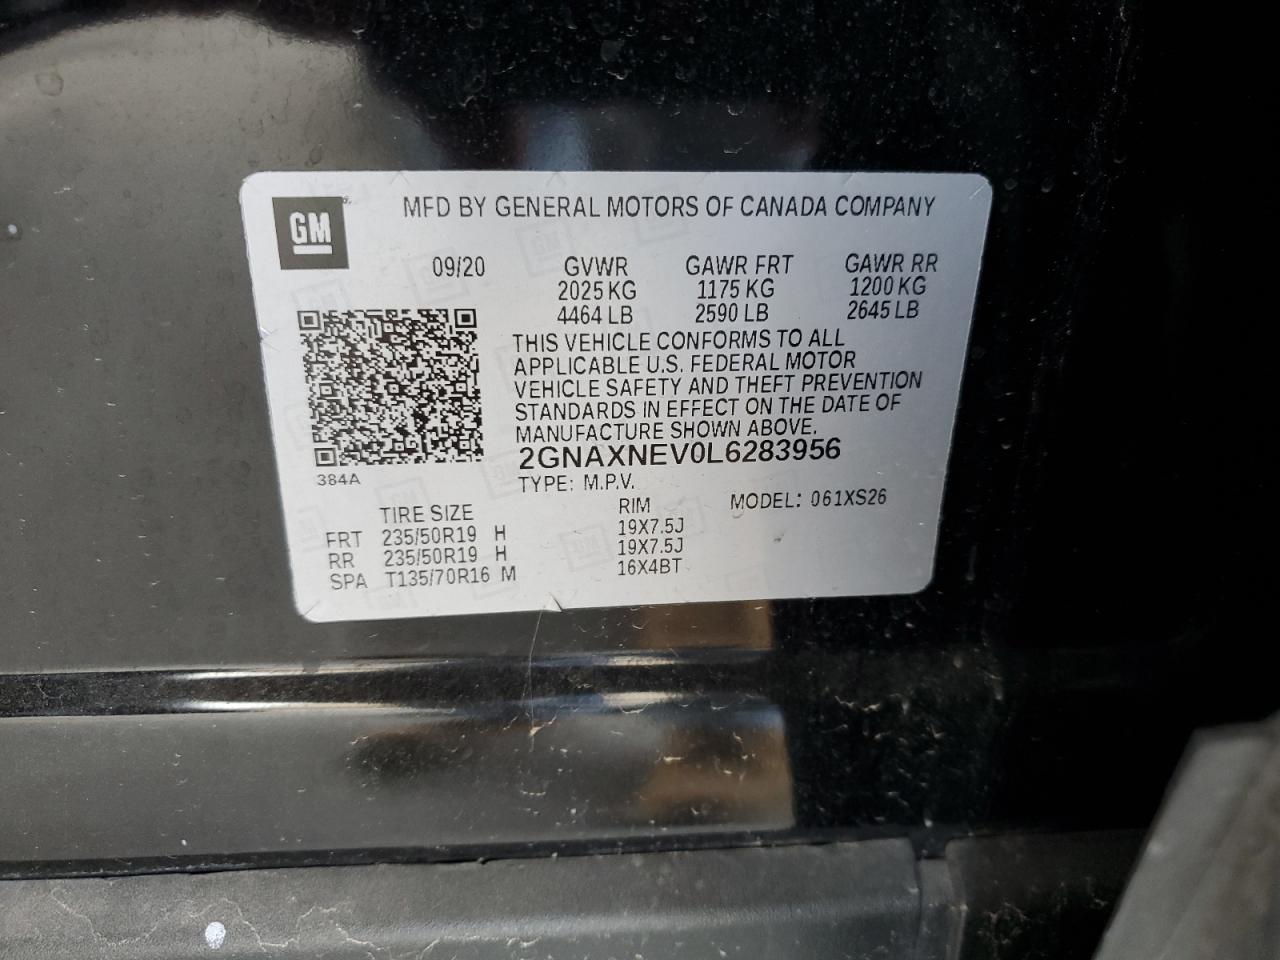 GM
MFD BY GENERAL MOTORS OF CANADA COMPANY
09/20 GVWR GAWR FRT GAWR RR
2025 KG 1175 KG 1200 KG
4464 LB 2590 LB 2645 LB
THIS VEHICLE CONFORMS TO ALL
APPLICABLE U.S. FEDERAL MOTOR
VEHICLE SAFETY AND THEFT PREVENTION
STANDARDS IN EFFECT ON THE DATE OF
MANUFACTURE SHOWN ABOVE.
2GNAXNEV0L6283956
384A
TYPE: M.P.V.
TIRE SIZE RIM MODEL: 061XS26
FRT 235/50R19 H 19X7.5J
RR 235/50R19 H 19X7.5J
SPA T135/70R16 M 16X4BT